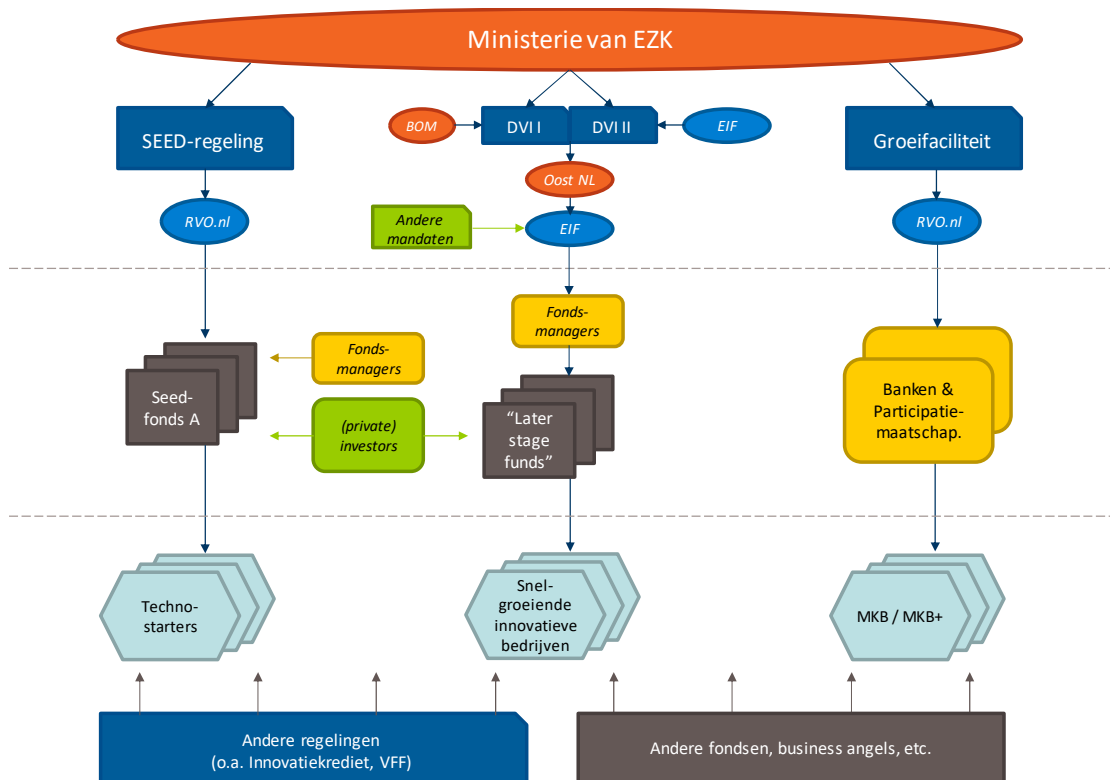 Ministerie van EZK
SEED-regeling
BOM
DVI I
DVI II
EIF
Groeifaciliteit
Oost NL
RVO.nl
Andere
mandaten
EIF
RVO.nl
Fonds-
managers
Seed-
fonds A
Fonds-
managers
(private)
investors
“Later
stage
funds”
Banken &
Participatie-
maatschap.
Techno-
starters
Snel-
groeiende
innovatieve
bedrijven
MKB / MKB+
Andere regelingen
(o.a. Innovatiekrediet, VFF)
Andere fondsen, business angels, etc.